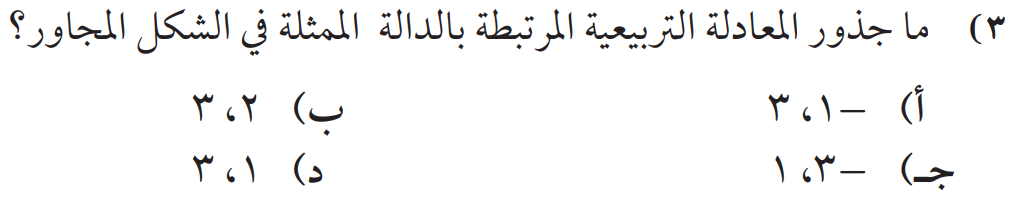 ٣) ما جذور المعادلة التربيعية المرتبطة بالدالة الممثلة في الشكل المجاور؟
أ) –١، ٣ ب) ٢، ٣
جـ) –٣، ١ د) ١، ٣